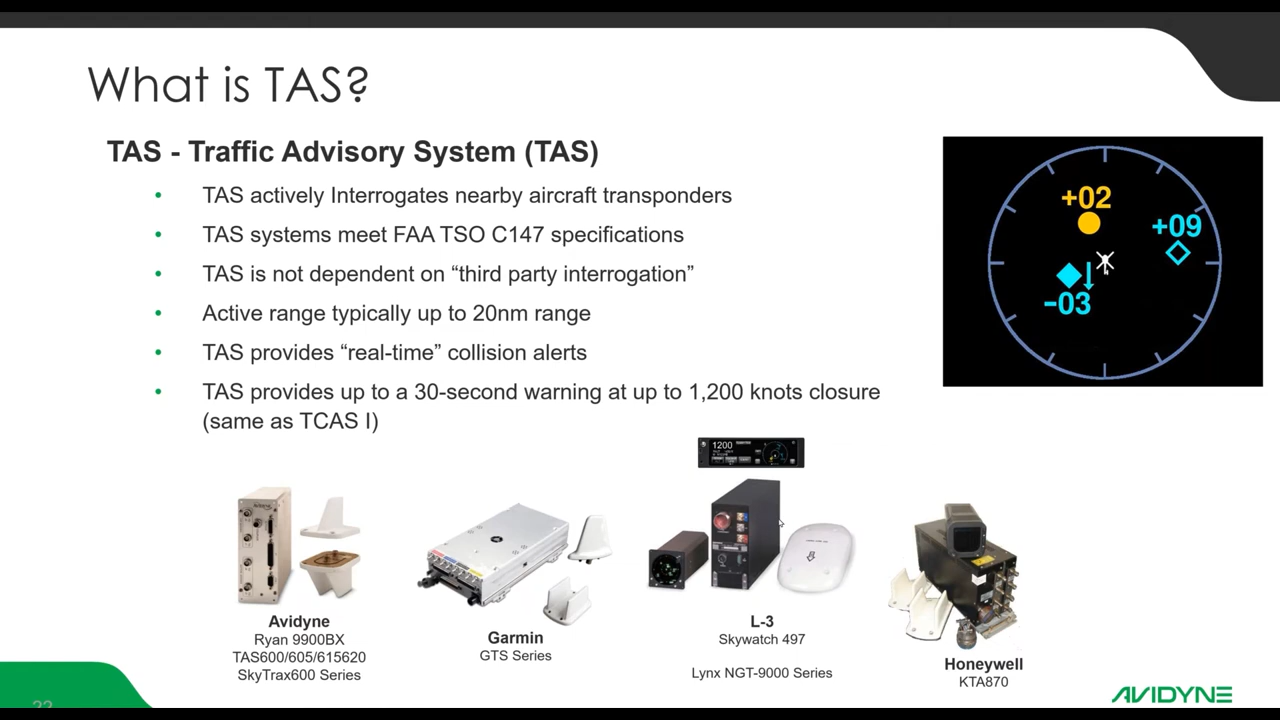 What is TAS?
TAS - Traffic Advisory System (TAS)
• TAS actively Interrogates nearby aircraft transponders
• TAS systems meet FAA TSO C147 specifications
• TAS is not dependent on “third party interrogation”
• Active range typically up to 20nm range
• TAS provides “real-time” collision alerts
• TAS provides up to a 30-second warning at up to 1,200 knots closure
(same as TCAS I)
+02
+09
-03
1200
Avidyne
Ryan 9900BX
TAS600/605/615620
SkyTrax600 Series
Garmin
GTS Series
L-3
Skywatch 497
Lynx NGT-9000 Series
Honeywell
KTA870
AVIDYNE